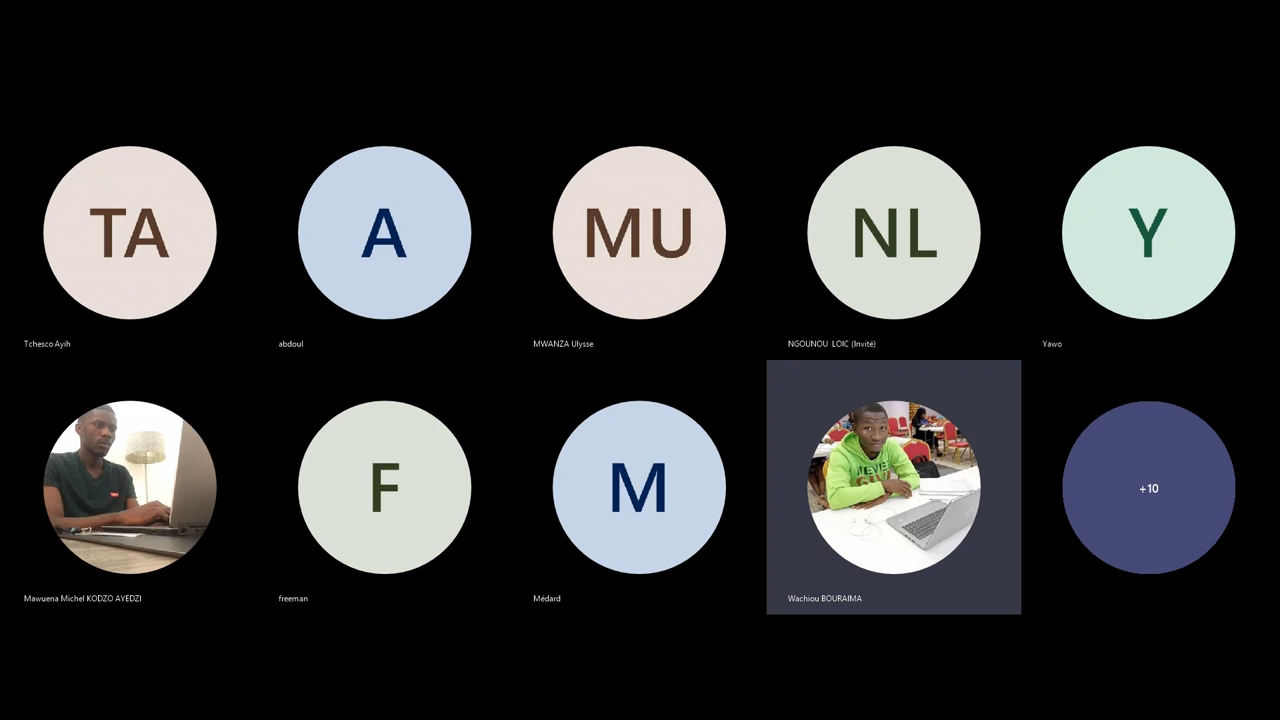 TA
A
MU
NL
Y
Tchesco Ayih
abdoul
MWANZA Ulysse
NGOUNOU LOIC (Invité)
Yawo
F
M
+10
Mawuena Michel KODZO AYEDZI
freeman
Médard
Wachiou BOURAIMA